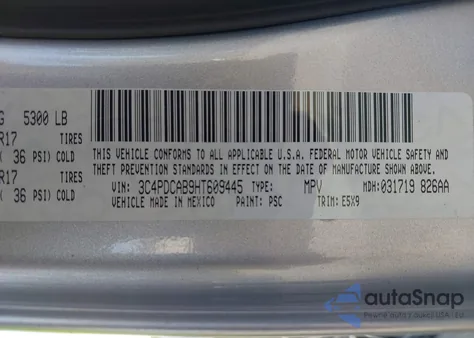 G 5300 LB
R17 TIRES
( 36 PSI) COLD
R17 TIRES
( 36 PSI) COLD
THIS VEHICLE CONFORMS TO ALL APPLICABLE U.S.A. FEDERAL MOTOR VEHICLE SAFETY AND
THEFT PREVENTION STANDARDS IN EFFECT ON THE DATE OF MANUFACTURE SHOWN ABOVE.
VIN: 3C4PDCAB9HT609445 TYPE: MPV MDH: 031719 826AA
VEHICLE MADE IN MEXICO PAINT: PSC TRIM: E5X9
autoSnap